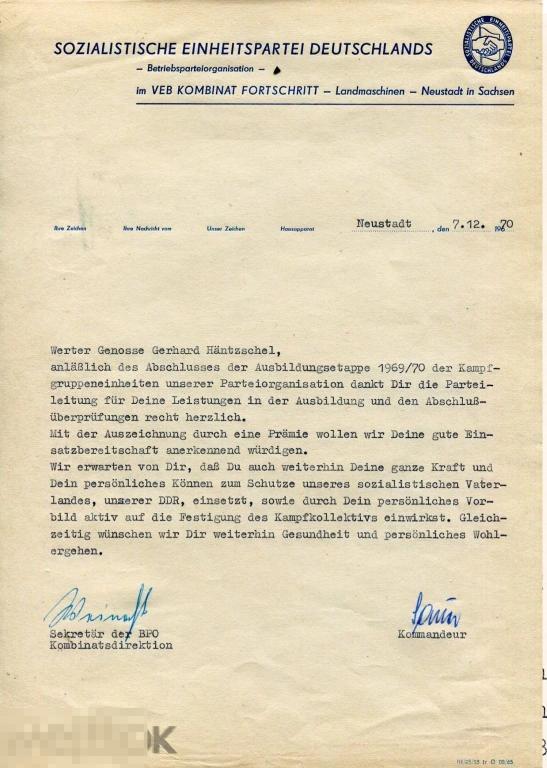 SOZIALISTISCHE EINHEITSPARTEI DEUTSCHLANDS
SOZIALISTISCHE EINHEITSPARTEI DEUTSCHLANDS
– Betriebsparteiorganisation –
im VEB KOMBINAT FORTSCHRITT – Landmaschinen – Neustadt in Sachsen
Ihre Zeichen Ihre Nachricht vom Unser Zeichen Hausapparat Neustadt, den 7.12. 1970
Werter Genosse Gerhard Häntzschel,
anläßlich des Abschlusses der Ausbildungsetappe 1969/70 der Kampf-
gruppeneinheiten unserer Parteiorganisation dankt Dir die Partei-
leitung für Deine Leistungen in der Ausbildung und den Abschluß-
überprüfungen recht herzlich.
Mit der Auszeichnung durch eine Prämie wollen wir Deine gute Ein-
satzbereitschaft anerkennend würdigen.
Wir erwarten von Dir, daß Du auch weiterhin Deine ganze Kraft und
Dein persönliches Können zum Schutze unseres sozialistischen Vater-
landes, unserer DDR, einsetzt, sowie durch Dein persönliches Vor-
bild aktiv auf die Festigung des Kampfkollektivs einwirkst. Gleich-
zeitig wünschen wir Dir weiterhin Gesundheit und persönliches Wohl-
ergehen.
Sekretär der BPO Kommandeur
Kombinatsdirektion